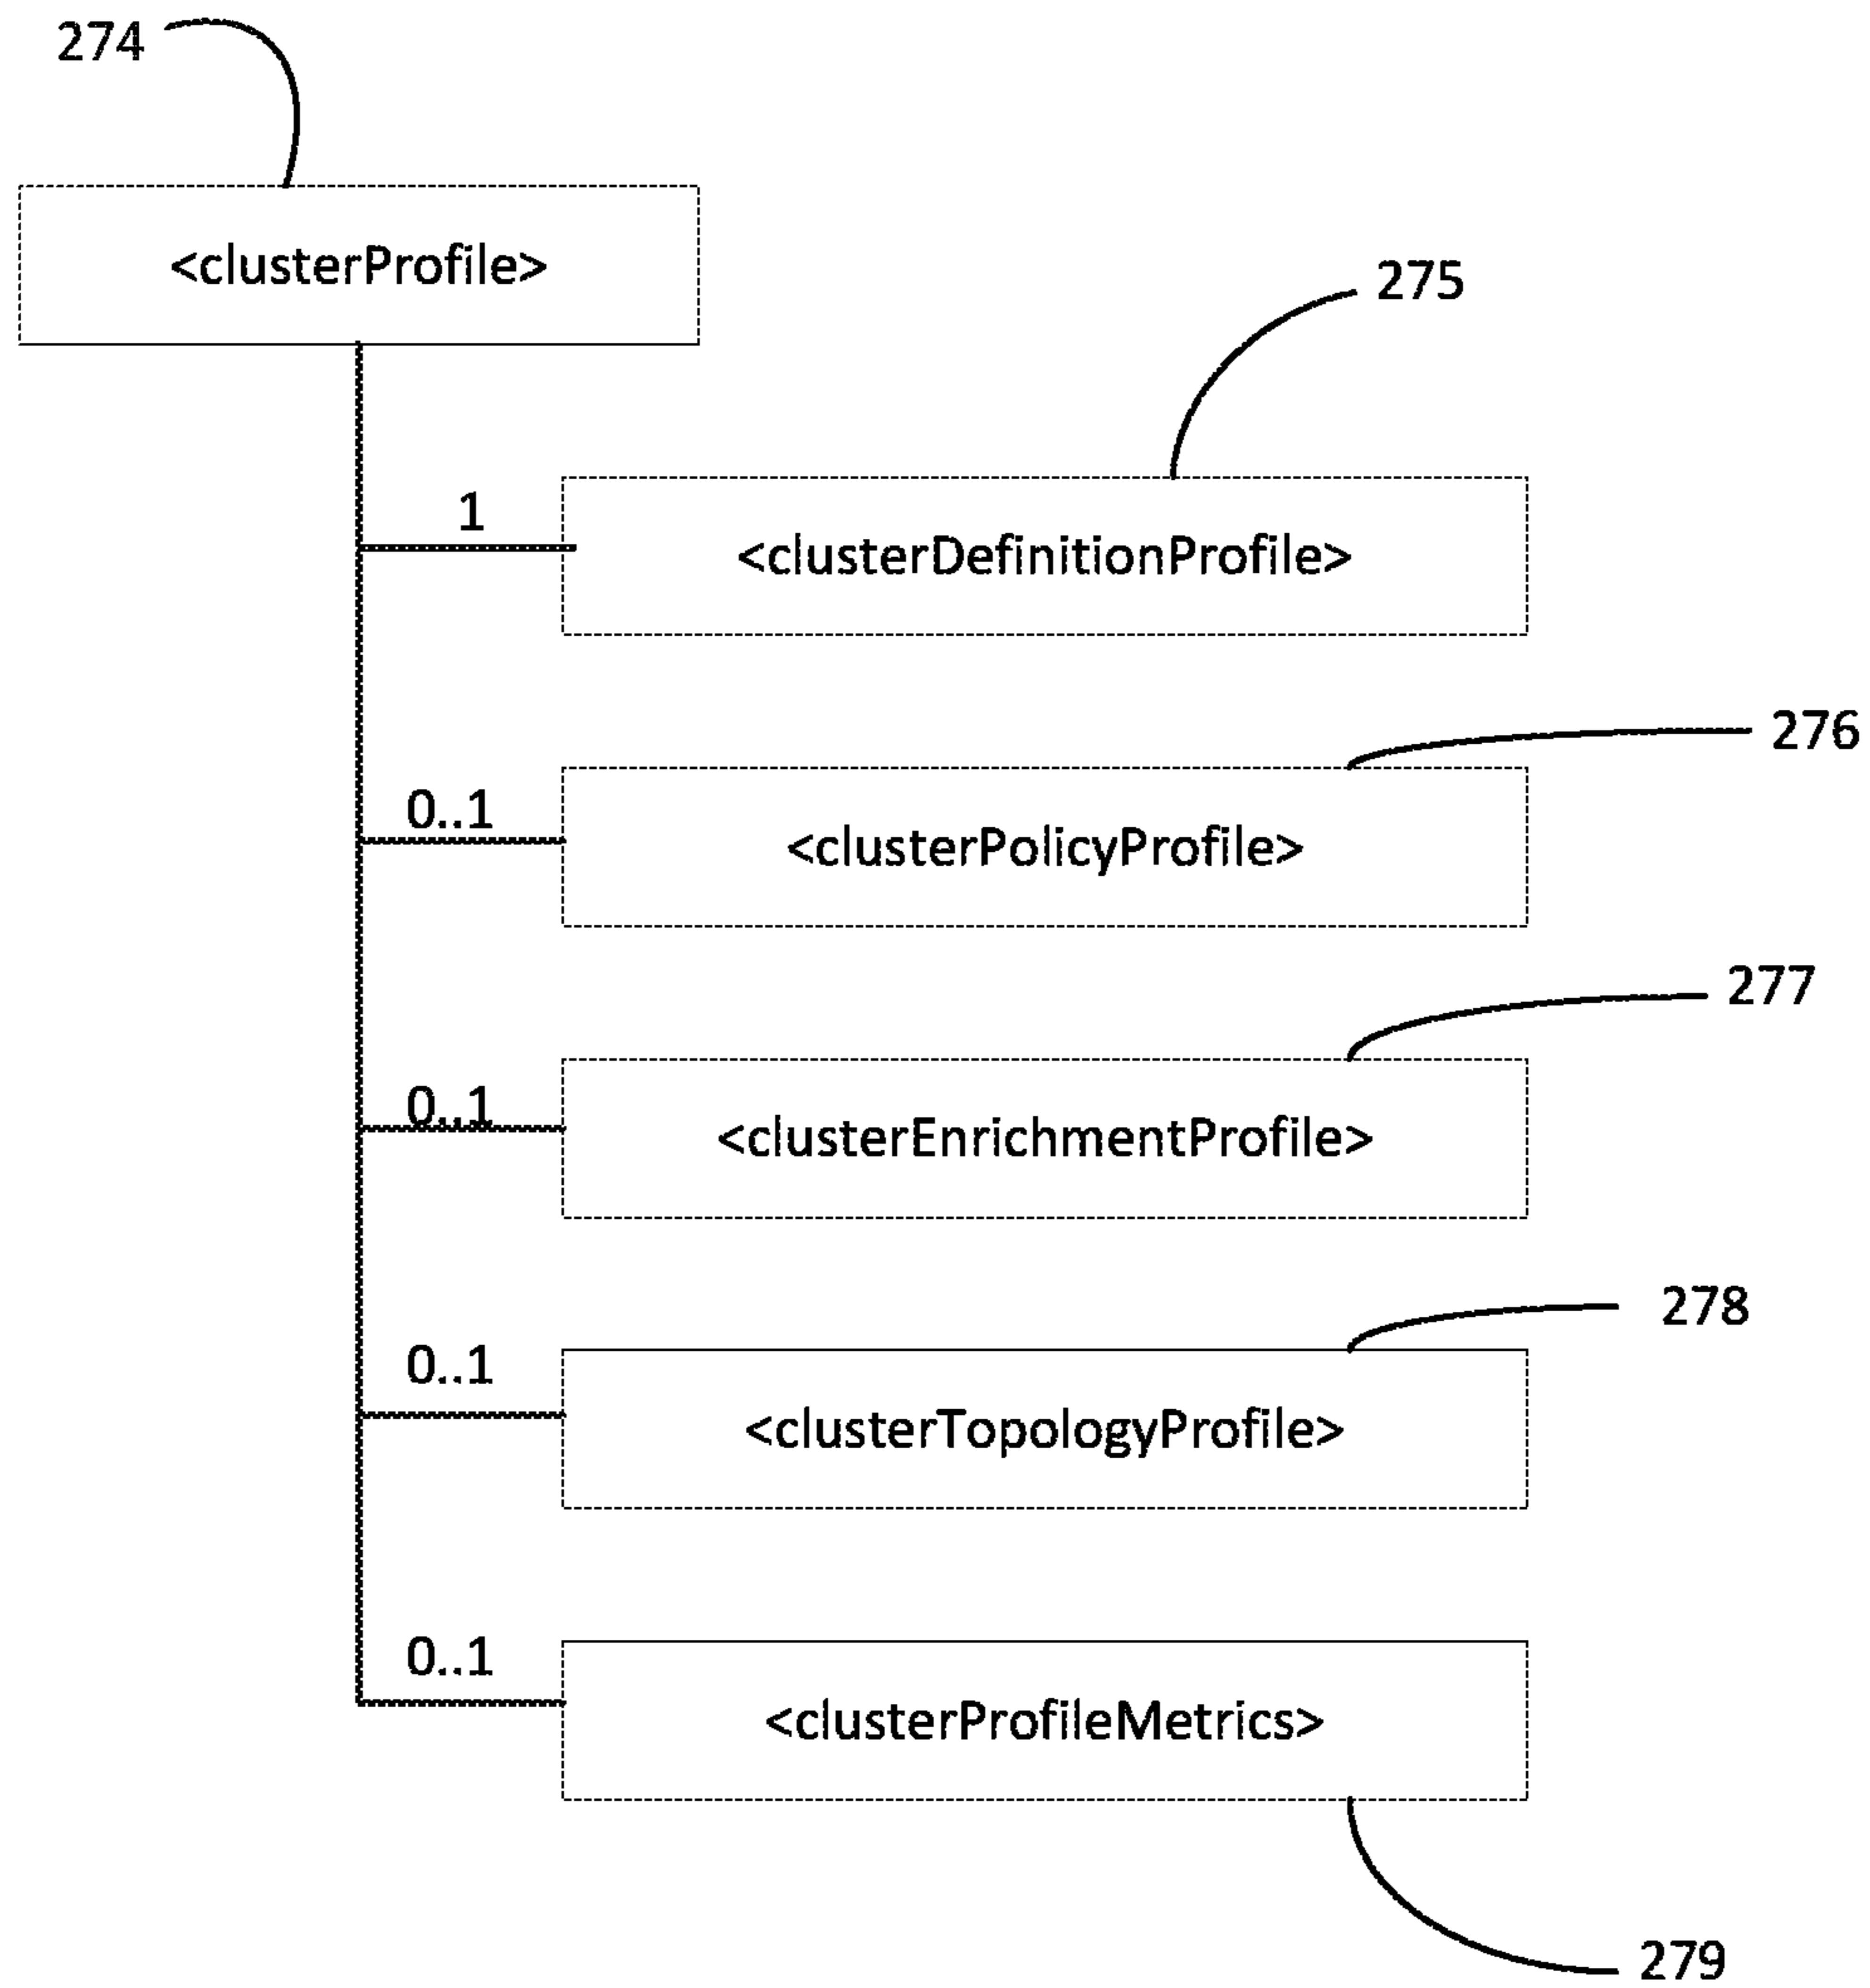 274
<clusterProfile>
275
1
<clusterDefinitionProfile>
276
0..1
<clusterPolicyProfile>
277
0..1
<clusterEnrichmentProfile>
278
0..1
<clusterTopologyProfile>
0..1
<clusterProfileMetrics>
279